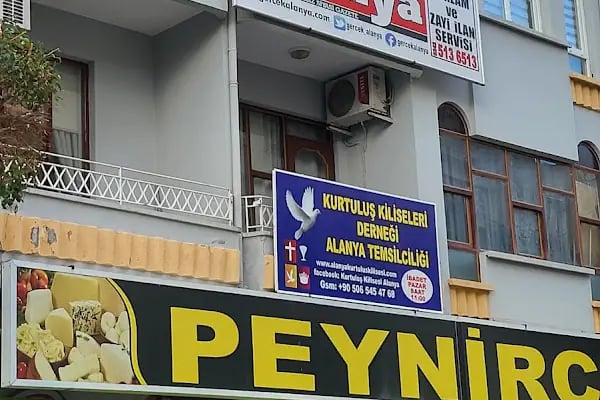 ya
ZAYİ İLAN
SERVİSİ
513 6513
gercek.alanya
gercekalanya
KURTULUŞ KİLİSELERİ
DERNEĞİ
ALANYA TEMSİLCİLİĞİ
www.alanyakurtuluskilisesi.com
facebook: Kurtuluş Kilisesi Alanya
Gsm: +90 506 545 47 68
İBADET
PAZAR
SAAT
11:00
PEYNİRC